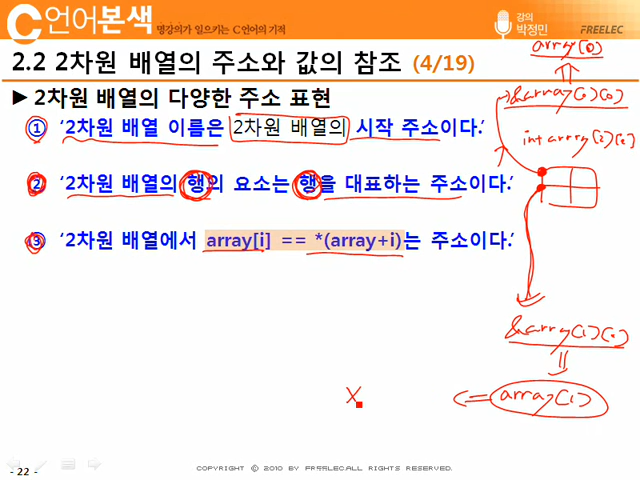 C언어본색 명강의가 일으키는 C언어의 기적
강의
박정민
FREELEC
2.2 2차원 배열의 주소와 값의 참조 (4/19)
array(0)
▶ 2차원 배열의 다양한 주소 표현
&array(0)(0)
① ‘2차원 배열 이름은 2차원 배열의 시작 주소이다.’
int array(2)(2)
② ‘2차원 배열의 행의 요소는 행을 대표하는 주소이다.’
③ ‘2차원 배열에서 array[i] == *(array+i)는 주소이다.’
&array(1)(0)
array(1)
X
- 22 -
COPYRIGHT © 2010 BY FREELEC.ALL RIGHTS RESERVED.